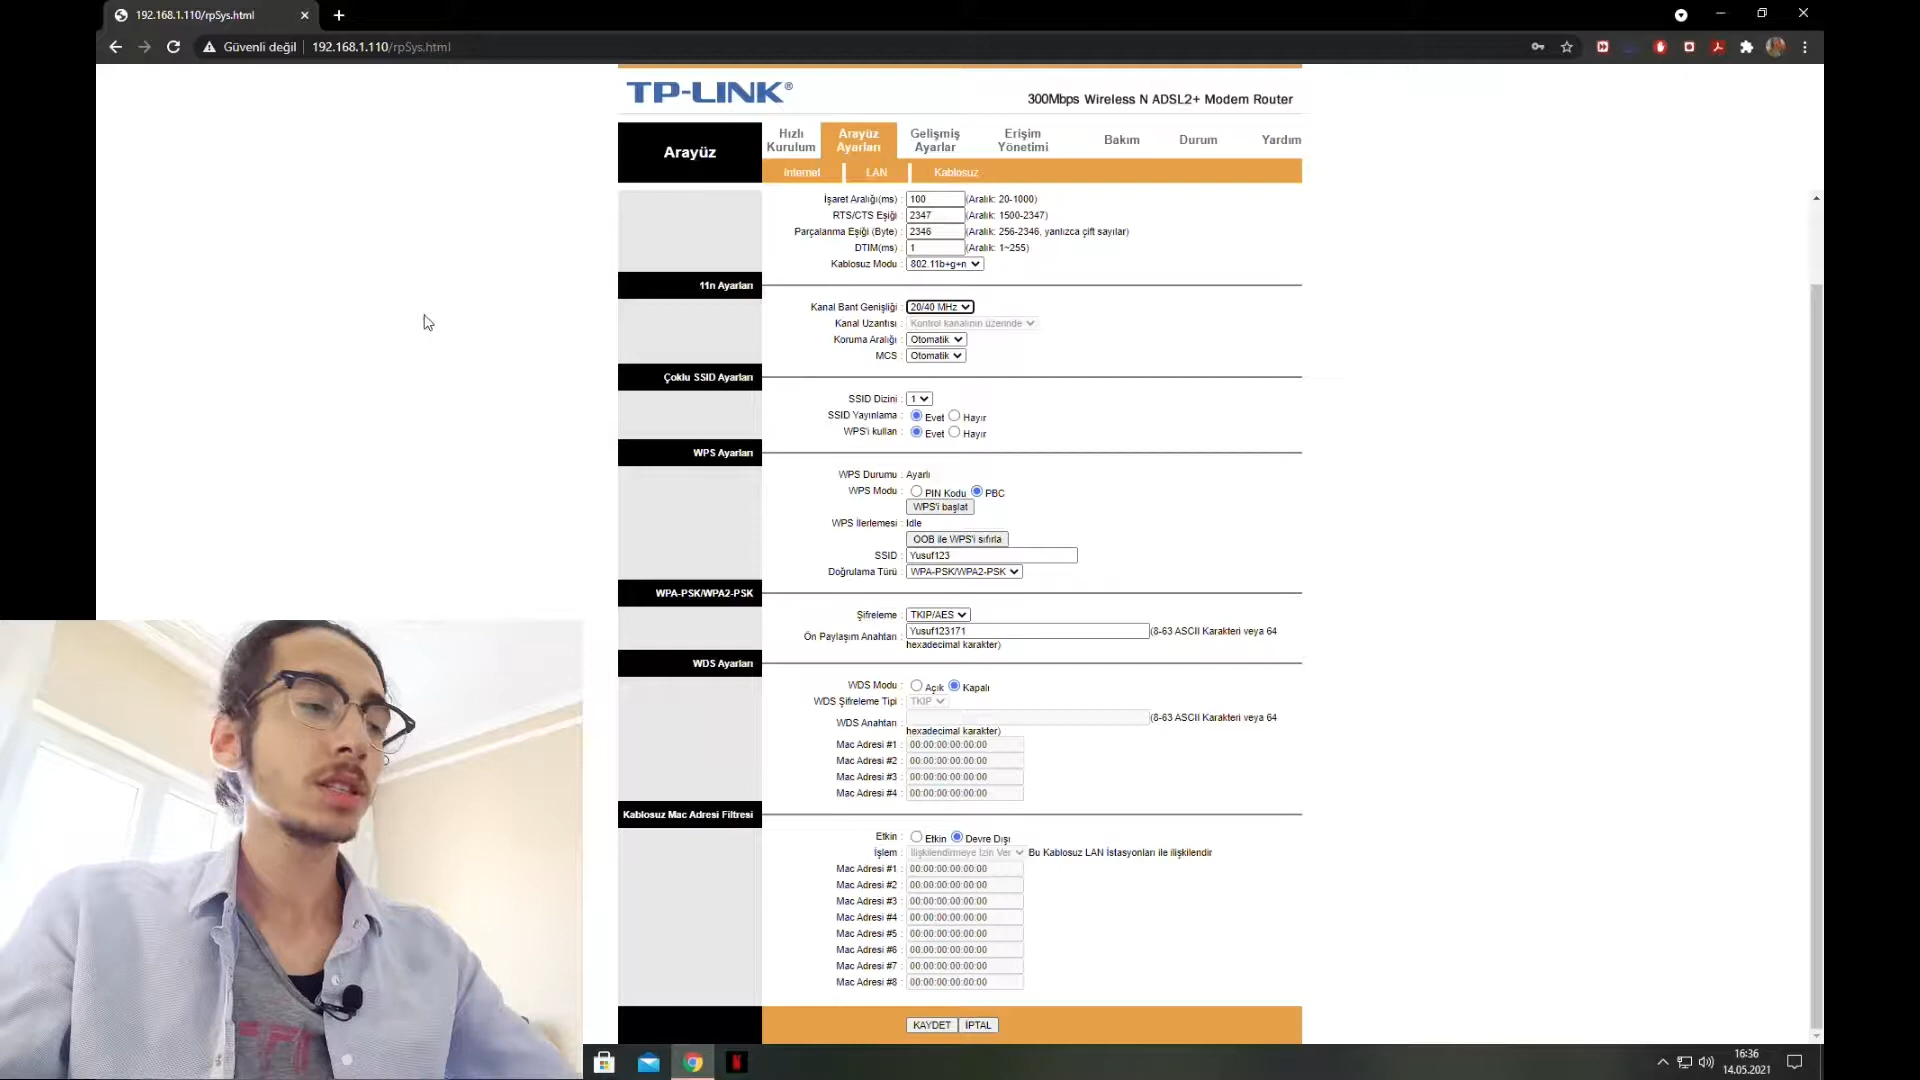 192.168.1.110/rpSys.html
Güvenli değil
192.168.1.110/rpSys.html
TP-LINK®
300Mbps Wireless N ADSL2+ Modem Router
Arayüz
Hızlı Kurulum
Arayüz Ayarları
Gelişmiş Ayarlar
Erişim Yönetimi
Bakım
Durum
Yardım
Internet
LAN
Kablosuz
İşaret Aralığı(ms) : 100 (Aralık: 20-1000)
RTS/CTS Eşiği : 2347 (Aralık: 1500-2347)
Parçalanma Eşiği (Byte) : 2346 (Aralık: 256-2346, yanlızca çift sayılar)
DTIM(ms) : 1 (Aralık: 1~255)
Kablosuz Modu : 802.11b+g+n
11n Ayarları
Kanal Bant Genişliği : 20/40 MHz
Kanal Uzantısı : Kontrol kanalının üzerinde
Koruma Aralığı : Otomatik
MCS : Otomatik
Çoklu SSID Ayarları
SSID Dizini : 1
SSID Yayınlama : Evet Hayır
WPS'i kullan : Evet Hayır
WPS Ayarları
WPS Durumu : Ayarlı
WPS Modu : PIN Kodu PBC
WPS'i başlat
WPS İlerlemesi : Idle
OOB ile WPS'i sıfırla
SSID : Yusuf123
Doğrulama Türü : WPA-PSK/WPA2-PSK
WPA-PSK/WPA2-PSK
Şifreleme : TKIP/AES
Ön Paylaşım Anahtarı : Yusuf123171 (8-63 ASCII Karakteri veya 64
hexadecimal karakter)
WDS Ayarları
WDS Modu : Açık Kapalı
WDS Şifreleme Tipi : TKIP
WDS Anahtarı : (8-63 ASCII Karakteri veya 64
hexadecimal karakter)
Mac Adresi #1 : 00:00:00:00:00:00
Mac Adresi #2 : 00:00:00:00:00:00
Mac Adresi #3 : 00:00:00:00:00:00
Mac Adresi #4 : 00:00:00:00:00:00
Kablosuz Mac Adresi Filtresi
Etkin : Etkin Devre Dışı
İşlem : İlişkilendirmeye İzin Ver Bu Kablosuz LAN İstasyonları ile ilişkilendir
Mac Adresi #1 : 00:00:00:00:00:00
Mac Adresi #2 : 00:00:00:00:00:00
Mac Adresi #3 : 00:00:00:00:00:00
Mac Adresi #4 : 00:00:00:00:00:00
Mac Adresi #5 : 00:00:00:00:00:00
Mac Adresi #6 : 00:00:00:00:00:00
Mac Adresi #7 : 00:00:00:00:00:00
Mac Adresi #8 : 00:00:00:00:00:00
KAYDET İPTAL
16:36
14.05.2021